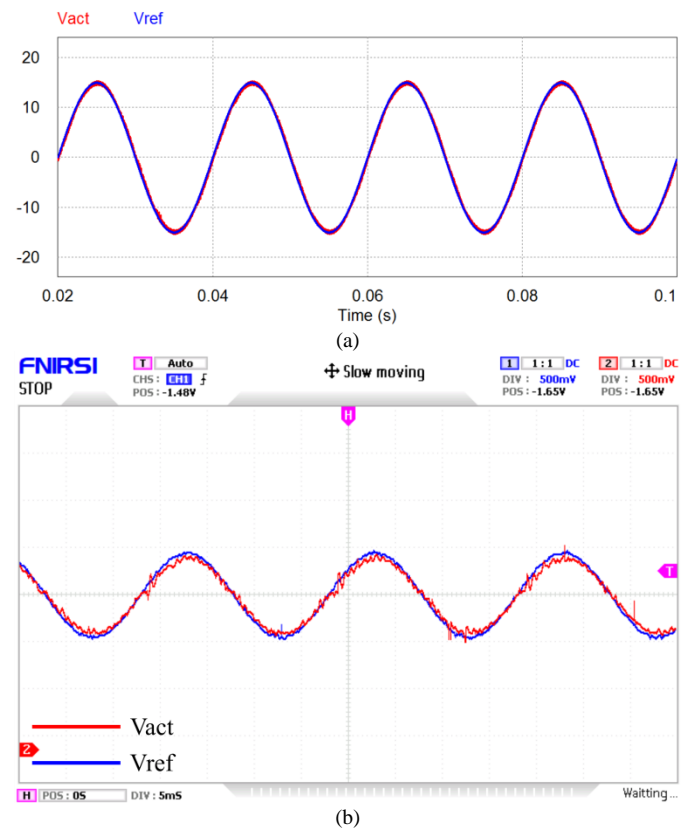 Vact Vref
20
10
0
-10
-20
0.02 0.04 0.06 0.08 0.1
Time (s)
(a)
FNIRSI
STOP
T Auto
CHS: CH1
POS:-1.48V
Slow moving
1 1:1 DC
DIV: 500mV
POS:-1.65V
2 1:1 DC
DIV: 500mV
POS:-1.65V
H
T
Vact
2
Vref
H POS: 0S DIV: 5mS
Waitting...
(b)